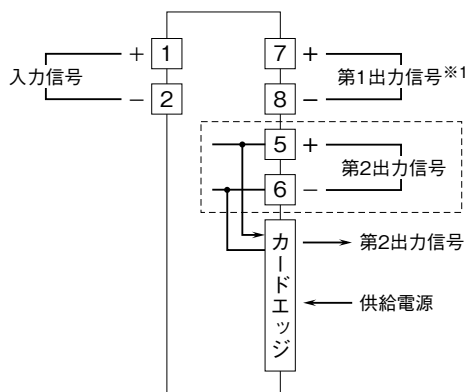 入力信号
+ 1
− 2
7 +
8 −
第1出力信号※1
5 +
6 −
第2出力信号
カードエッジ
第2出力信号
供給電源